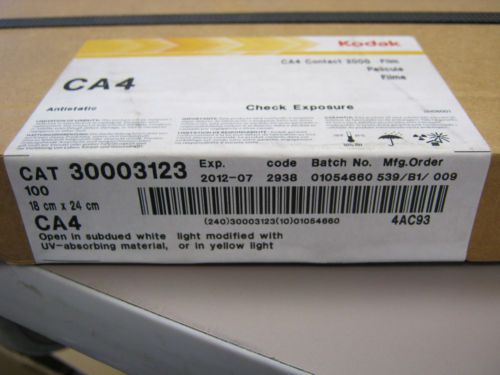 Kodak
CA4 Contact 2000 Film
Pelicule
Filme
CA4
Antistatic
Check Exposure
CAT 30003123
Exp. code Batch No. Mfg.Order
2012-07 2938 01054660 539/B1/ 009
100
18 cm x 24 cm
(240)30003123(10)01054660
4AC93
CA4
Open in subdued white light modified with
UV-absorbing material, or in yellow light